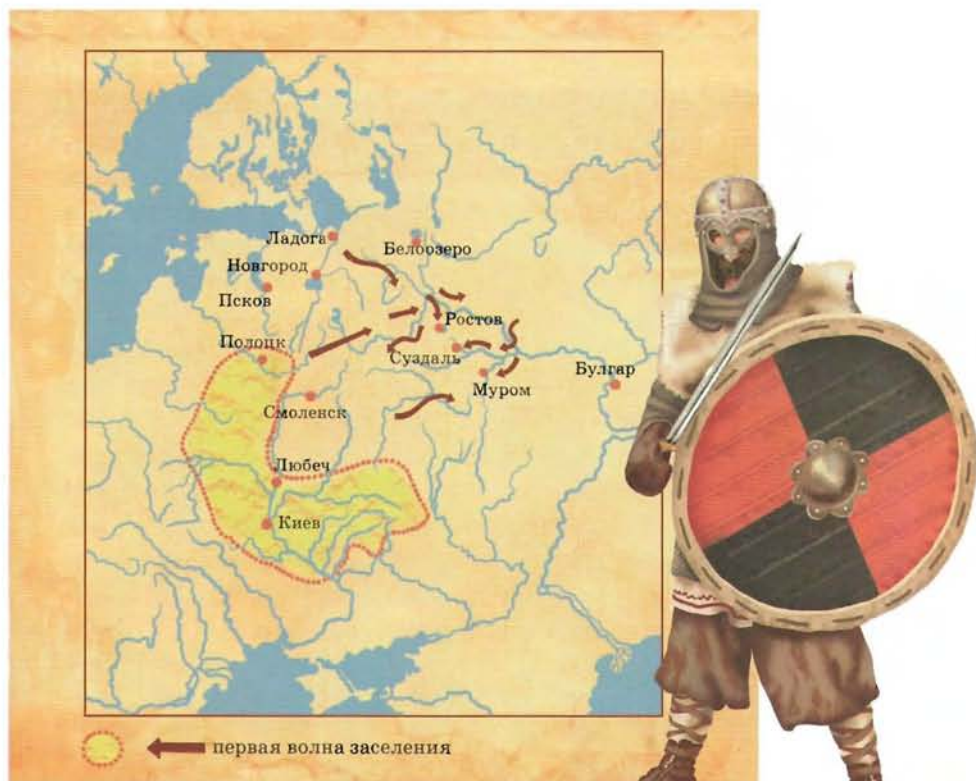 Ладога
Белоозеро
Новгород
Псков
Ростов
Полоцк
Суздаль
Булгар
Муром
Смоленск
Любеч
Киев
первая волна заселения